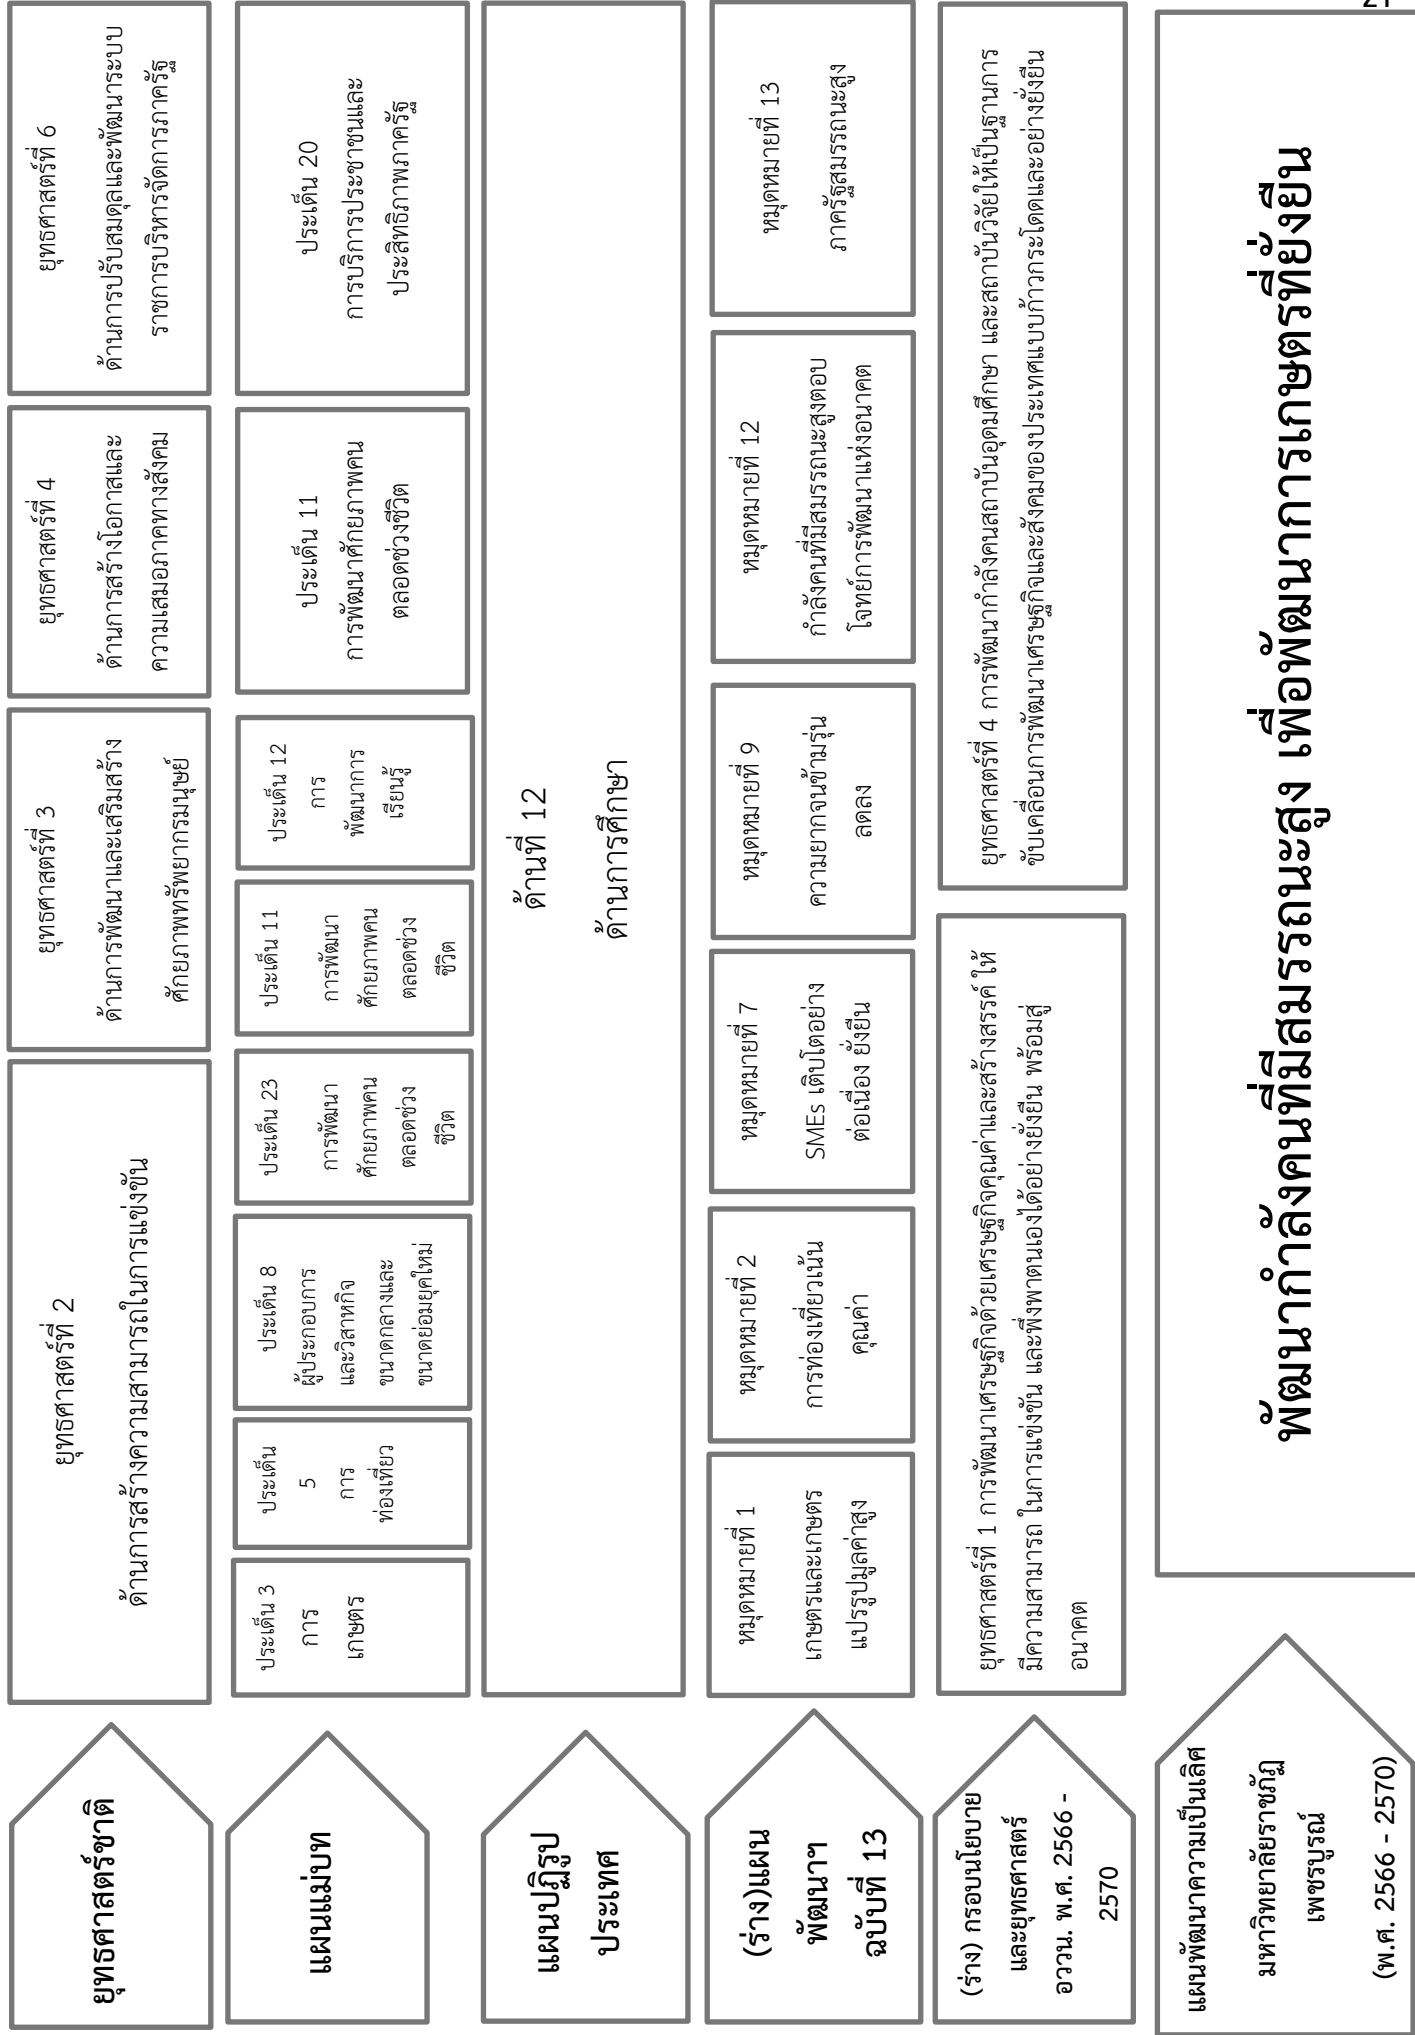 21
ยุทธศาสตร์ชาติ
ยุทธศาสตร์ที่ 2
ด้านการสร้างความสามารถในการแข่งขัน
ยุทธศาสตร์ที่ 3
ด้านการพัฒนาและเสริมสร้าง
ศักยภาพทรัพยากรมนุษย์
ยุทธศาสตร์ที่ 4
ด้านการสร้างโอกาสและ
ความเสมอภาคทางสังคม
ยุทธศาสตร์ที่ 6
ด้านการปรับสมดุลและพัฒนาระบบ
ราชการบริหารจัดการภาครัฐ
แผนแม่บท
ประเด็น 3
การ
เกษตร
ประเด็น
5
การ
ท่องเที่ยว
ประเด็น 8
ผู้ประกอบการ
และวิสาหกิจ
ขนาดกลางและ
ขนาดย่อมยุคใหม่
ประเด็น 23
การพัฒนา
ศักยภาพคน
ตลอดช่วง
ชีวิต
ประเด็น 11
การพัฒนา
ศักยภาพคน
ตลอดช่วง
ชีวิต
ประเด็น 12
การ
พัฒนาการ
เรียนรู้
ประเด็น 11
การพัฒนาศักยภาพคน
ตลอดช่วงชีวิต
ประเด็น 20
การบริการประชาชนและ
ประสิทธิภาพภาครัฐ
แผนปฏิรูป
ประเทศ
ด้านที่ 12
ด้านการศึกษา
(ร่าง)แผน
พัฒนาฯ
ฉบับที่ 13
หมุดหมายที่ 1
เกษตรและเกษตร
แปรรูปมูลค่าสูง
หมุดหมายที่ 2
การท่องเที่ยวเน้น
คุณค่า
หมุดหมายที่ 7
SMEs เติบโตอย่าง
ต่อเนื่อง ยั่งยืน
หมุดหมายที่ 9
ความยากจนข้ามรุ่น
ลดลง
หมุดหมายที่ 12
กำลังคนที่มีสมรรถนะสูงตอบ
โจทย์การพัฒนาแห่งอนาคต
หมุดหมายที่ 13
ภาครัฐสมรรถนะสูง
(ร่าง) กรอบนโยบาย
และยุทธศาสตร์
อววน. พ.ศ. 2566 -
2570
ยุทธศาสตร์ที่ 1 การพัฒนาเศรษฐกิจด้วยเศรษฐกิจคุณค่าและสร้างสรรค์ ให้
มีความสามารถ ในการแข่งขัน และพึ่งพาตนเองได้อย่างยั่งยืน พร้อมสู่
อนาคต
ยุทธศาสตร์ที่ 4 การพัฒนากำลังคนสถาบันอุดมศึกษา และสถาบันวิจัยให้เป็นฐานการ
ขับเคลื่อนการพัฒนาเศรษฐกิจและสังคมของประเทศแบบก้าวกระโดดและอย่างยั่งยืน
แผนพัฒนาความเป็นเลิศ
มหาวิทยาลัยราชภัฏ
เพชรบูรณ์
(พ.ศ. 2566 - 2570)
พัฒนากำลังคนที่มีสมรรถนะสูง เพื่อพัฒนาการเกษตรที่ยั่งยืน